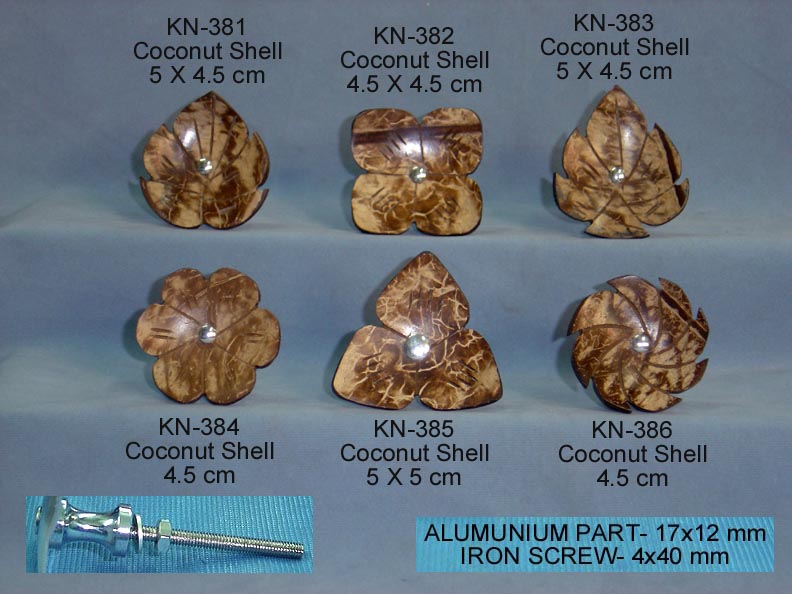 KN-381
Coconut Shell
5 X 4.5 cm
KN-382
Coconut Shell
4.5 X 4.5 cm
KN-383
Coconut Shell
5 X 4.5 cm
KN-384
Coconut Shell
4.5 cm
KN-385
Coconut Shell
5 X 5 cm
KN-386
Coconut Shell
4.5 cm
ALUMUNIUM PART- 17x12 mm
IRON SCREW- 4x40 mm